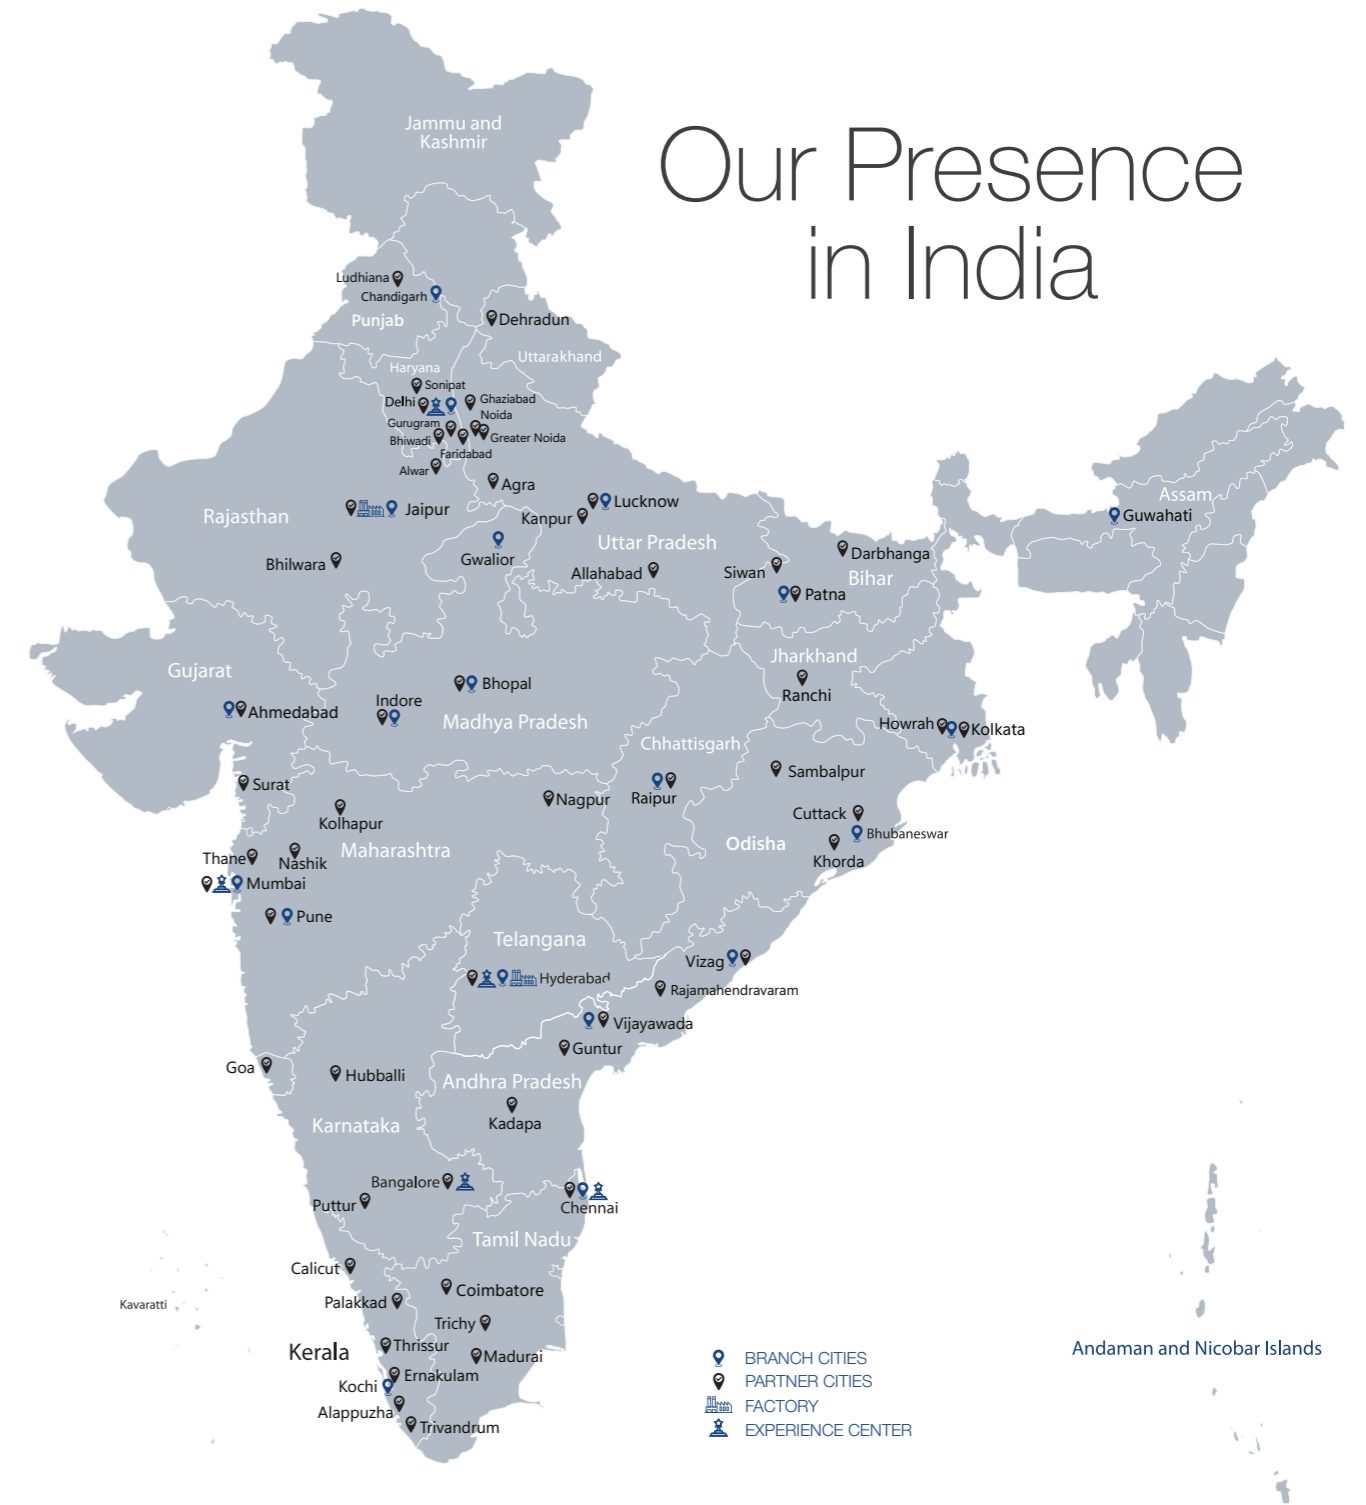 Our Presence
in India
Jammu and
Kashmir
Ludhiana
Chandigarh
Punjab
Dehradun
Uttarakhand
Haryana
Sonipat
Delhi
Ghaziabad
Noida
Gurugram
Greater Noida
Bhiwadi
Faridabad
Alwar
Agra
Rajasthan
Jaipur
Lucknow
Kanpur
Assam
Guwahati
Uttar Pradesh
Gwalior
Bhilwara
Allahabad
Siwan
Darbhanga
Bihar
Patna
Gujarat
Jharkhand
Ranchi
Bhopal
Indore
Ahmedabad
Madhya Pradesh
Howrah
Kolkata
Chhattisgarh
Sambalpur
Surat
Nagpur
Raipur
Kolhapur
Cuttack
Bhubaneswar
Odisha
Khorda
Maharashtra
Thane
Nashik
Mumbai
Pune
Telangana
Vizag
Hyderabad
Rajamahendravaram
Vijayawada
Guntur
Goa
Hubballi
Andhra Pradesh
Kadapa
Karnataka
Bangalore
Puttur
Chennai
Tamil Nadu
Calicut
Coimbatore
Palakkad
Kavaratti
Trichy
Thrissur
Kerala
Madurai
Ernakulam
Kochi
Alappuzha
Trivandrum
Andaman and Nicobar Islands
BRANCH CITIES
PARTNER CITIES
FACTORY
EXPERIENCE CENTER